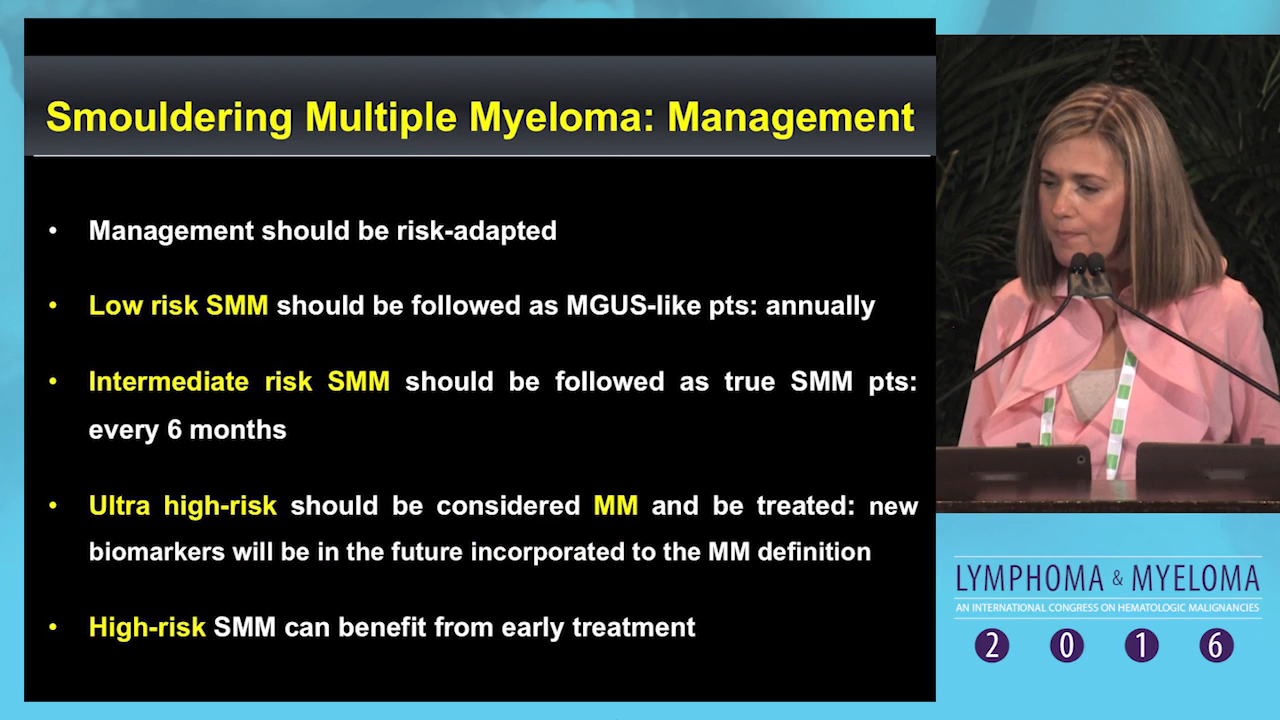 Smouldering Multiple Myeloma: Management
• Management should be risk-adapted
• Low risk SMM should be followed as MGUS-like pts: annually
• Intermediate risk SMM should be followed as true SMM pts:
every 6 months
• Ultra high-risk should be considered MM and be treated: new
biomarkers will be in the future incorporated to the MM definition
• High-risk SMM can benefit from early treatment
LYMPHOMA & MYELOMA
AN INTERNATIONAL CONGRESS ON HEMATOLOGIC MALIGNANCIES
2 0 1 6